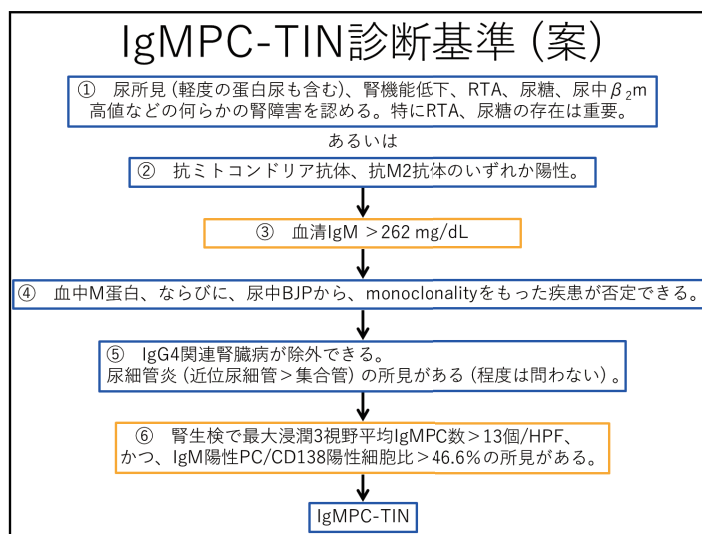 IgMPC-TIN診断基準 (案)
① 尿所見 (軽度の蛋白尿も含む)、腎機能低下、RTA、尿糖、尿中β₂m
高値などの何らかの腎障害を認める。特にRTA、尿糖の存在は重要。
あるいは
② 抗ミトコンドリア抗体、抗M2抗体のいずれか陽性。
③ 血清IgM >262 mg/dL
④ 血中M蛋白、ならびに、尿中BJPから、monoclonalityをもった疾患が否定できる。
⑤ IgG4関連腎臓病が除外できる。
尿細管炎 (近位尿細管>集合管) の所見がある (程度は問わない) 。
⑥ 腎生検で最大浸潤3視野平均IgMPC数>13個/HPF、
かつ、IgM陽性PC/CD138陽性細胞比>46.6%の所見がある。
IgMPC-TIN